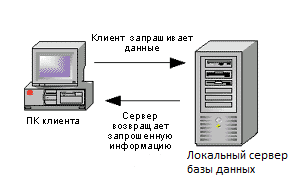 Клиент запрашивает
данные
ПК клиента
Сервер
возвращает
запрошенную
информацию
Локальный сервер
базы данных